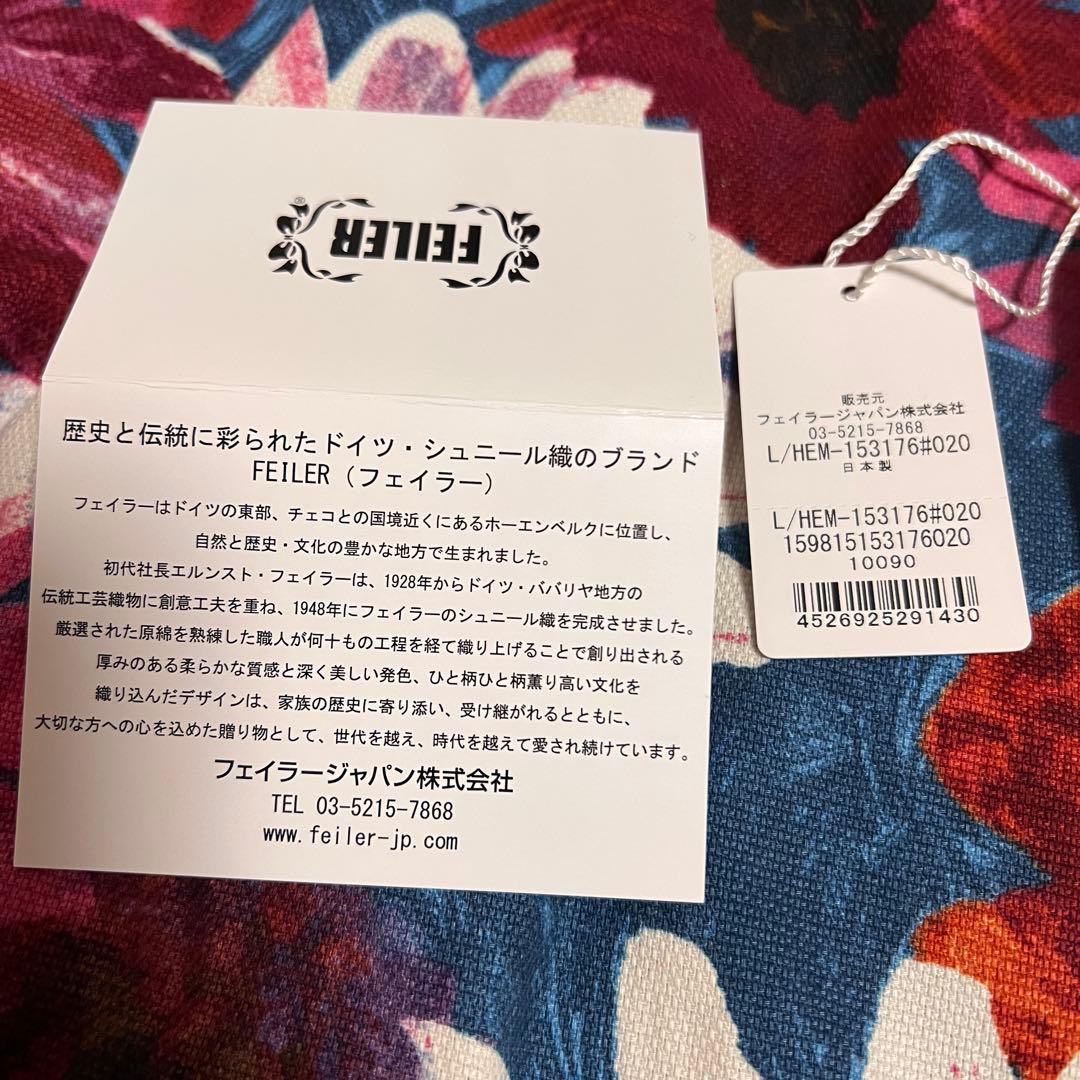 FEILER®
歴史と伝統に彩られたドイツ・シュニール織のブランド
FEILER（フェイラー）
フェイラーはドイツの東部、チェコとの国境近くにあるホーエンベルクに位置し、
自然と歴史・文化の豊かな地方で生まれました。
初代社長エルンスト・フェイラーは、1928年からドイツ・ババリヤ地方の
伝統工芸織物に創意工夫を重ね、1948年にフェイラーのシュニール織を完成させました。
厳選された原綿を熟練した職人が何十もの工程を経て織り上げることで創り出される
厚みのある柔らかな質感と深く美しい発色、ひと柄ひと柄薫り高い文化を
織り込んだデザインは、家族の歴史に寄り添い、受け継がれるとともに、
大切な方への心を込めた贈り物として、世代を越え、時代を越えて愛され続けています。
フェイラージャパン株式会社
TEL 03-5215-7868
www.feiler-jp.com
販売元
フェイラージャパン株式会社
03-5215-7868
L/HEM-153176#020
日本製
L/HEM-153176#020
159815153176020
10090
4526925291430